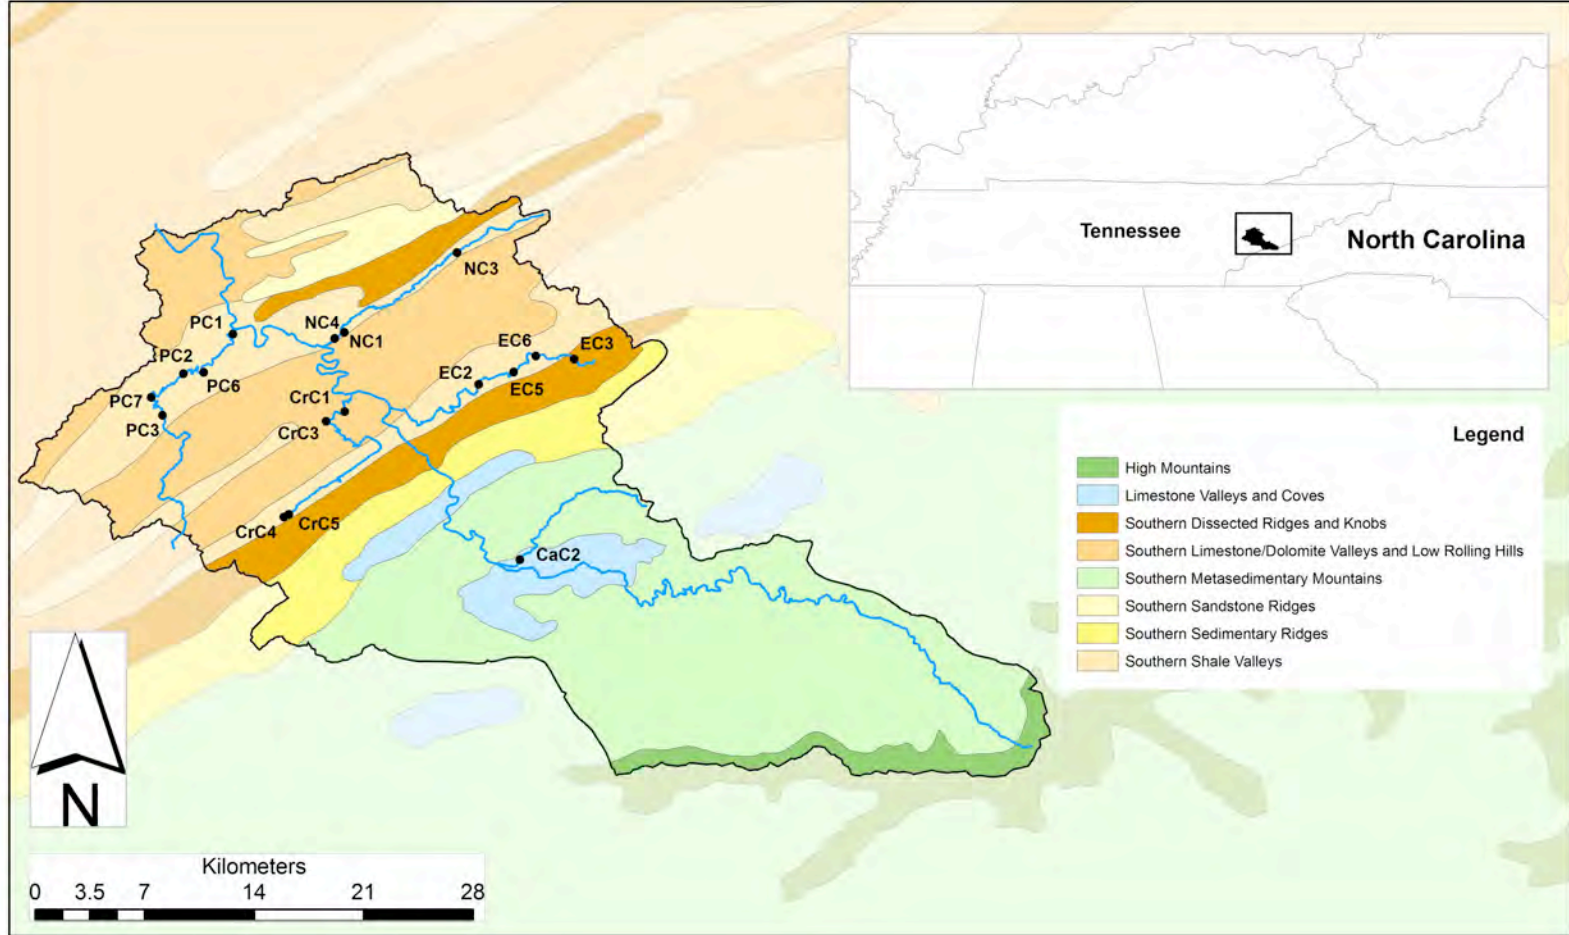 Tennessee
North Carolina
NC3
PC1
NC4
NC1
EC6
EC3
PC2
PC6
EC2
EC5
PC7
CrC1
PC3
CrC3
CrC4
CrC5
CaC2
Legend
High Mountains
Limestone Valleys and Coves
Southern Dissected Ridges and Knobs
Southern Limestone/Dolomite Valleys and Low Rolling Hills
Southern Metasedimentary Mountains
Southern Sandstone Ridges
Southern Sedimentary Ridges
Southern Shale Valleys
N
Kilometers
0 3.5 7 14 21 28